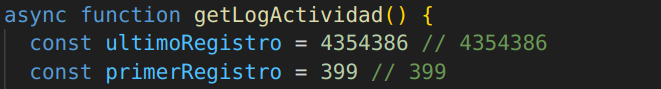 async function getLogActividad() {
const ultimoRegistro = 4354386 // 4354386
const primerRegistro = 399 // 399